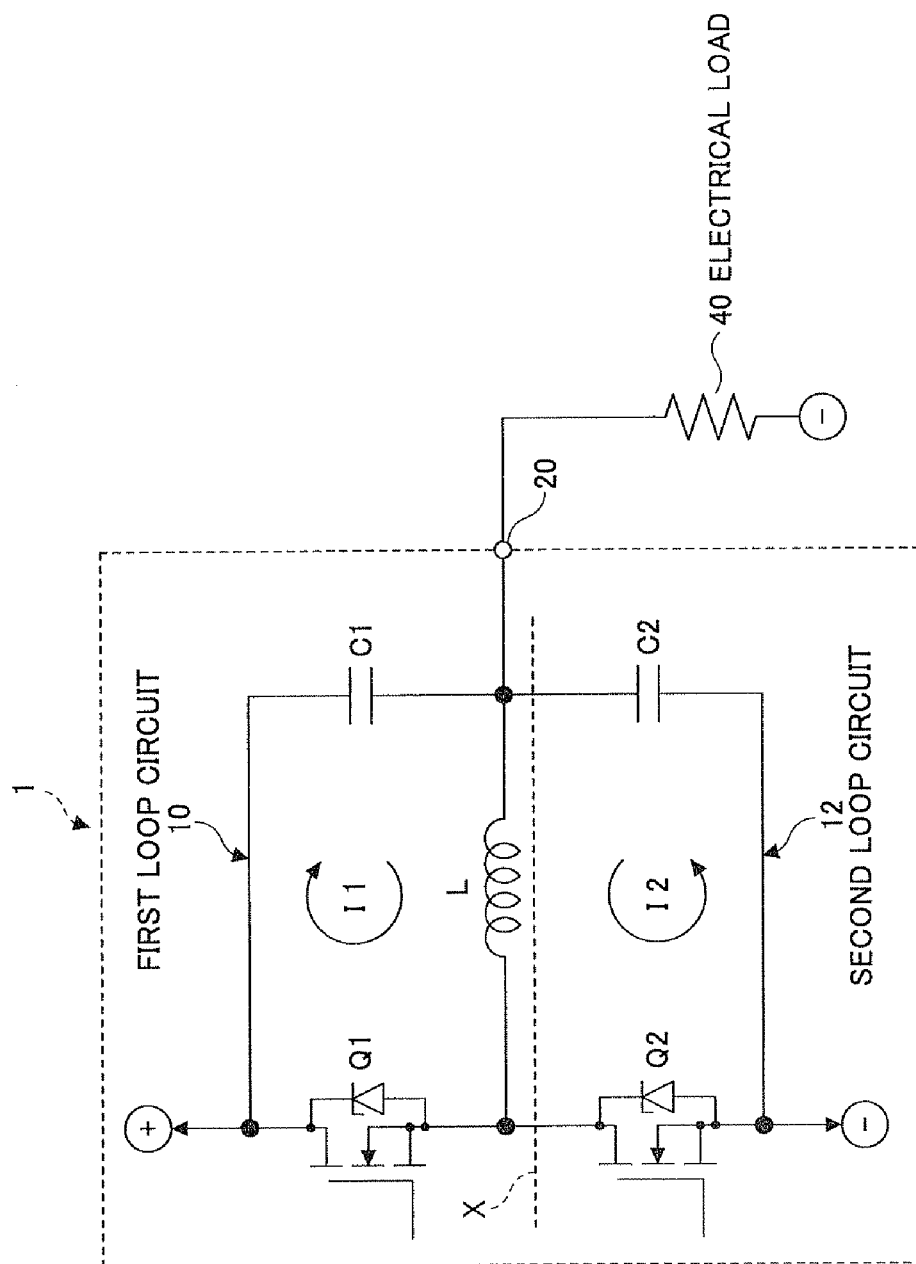 1
FIRST LOOP CIRCUIT
10
+
Q1
I1
C1
L
20
X
Q2
I2
C2
-
12
SECOND LOOP CIRCUIT
40 ELECTRICAL LOAD
-